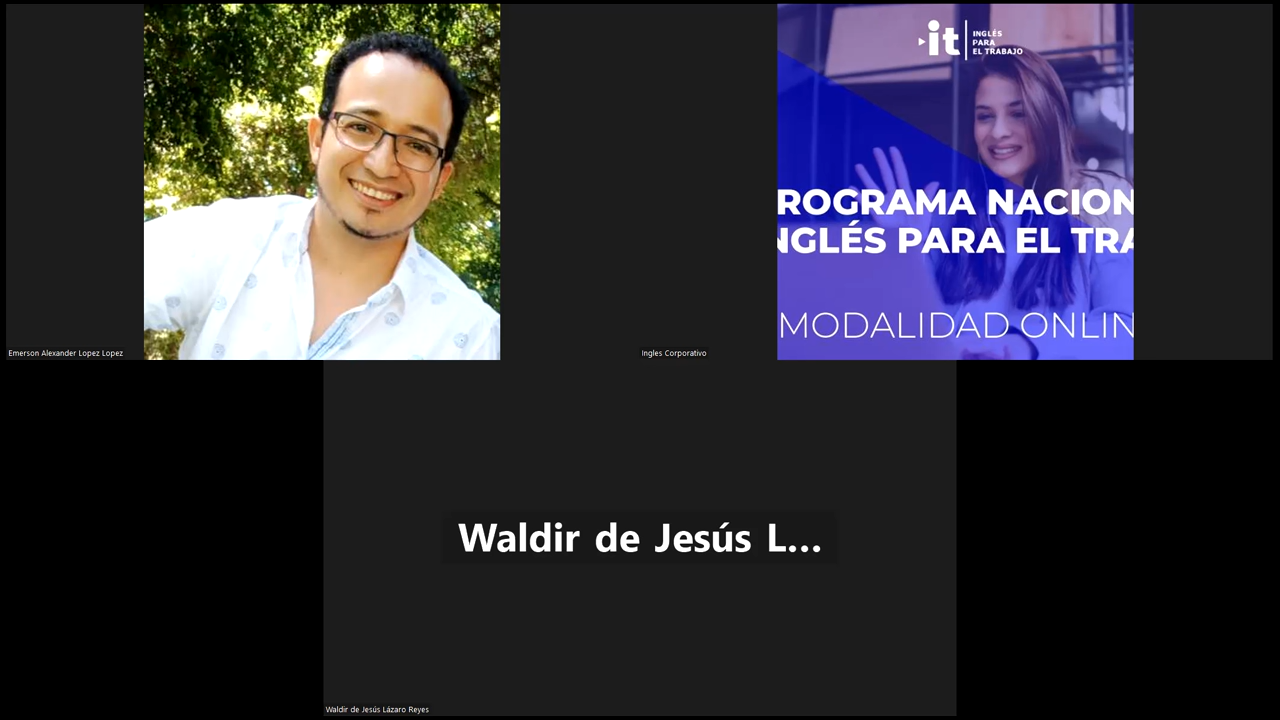 it
INGLÉS
PARA
EL TRABAJO
ROGRAMA NACION
NGLÉS PARA EL TRA
MODALIDAD ONLIN
Emerson Alexander Lopez Lopez
Ingles Corporativo
Waldir de Jesús L...
Waldir de Jesús Lázaro Reyes